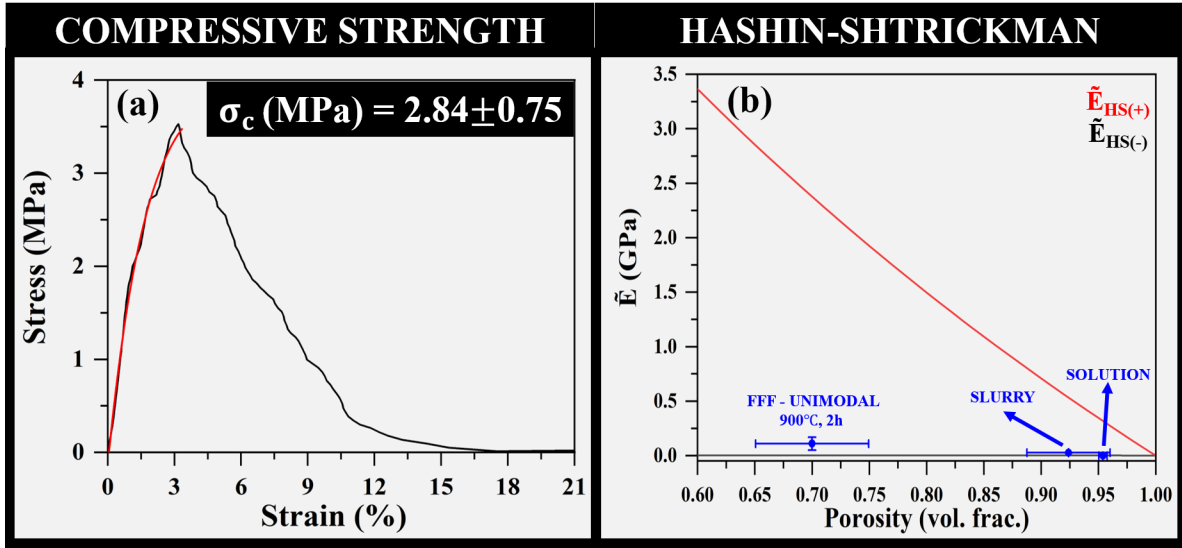 COMPRESSIVE STRENGTH
HASHIN-SHTRICKMAN
(a)
σc (MPa) = 2.84±0.75
Stress (MPa)
4
3
2
1
0
0 3 6 9 12 15 18 21
Strain (%)
(b)
ẼHS(+)
ẼHS(-)
Ẽ (GPa)
3.5
3.0
2.5
2.0
1.5
1.0
0.5
0.0
SOLUTION
SLURRY
FFF - UNIMODAL
900℃, 2h
0.60 0.65 0.70 0.75 0.80 0.85 0.90 0.95 1.00
Porosity (vol. frac.)